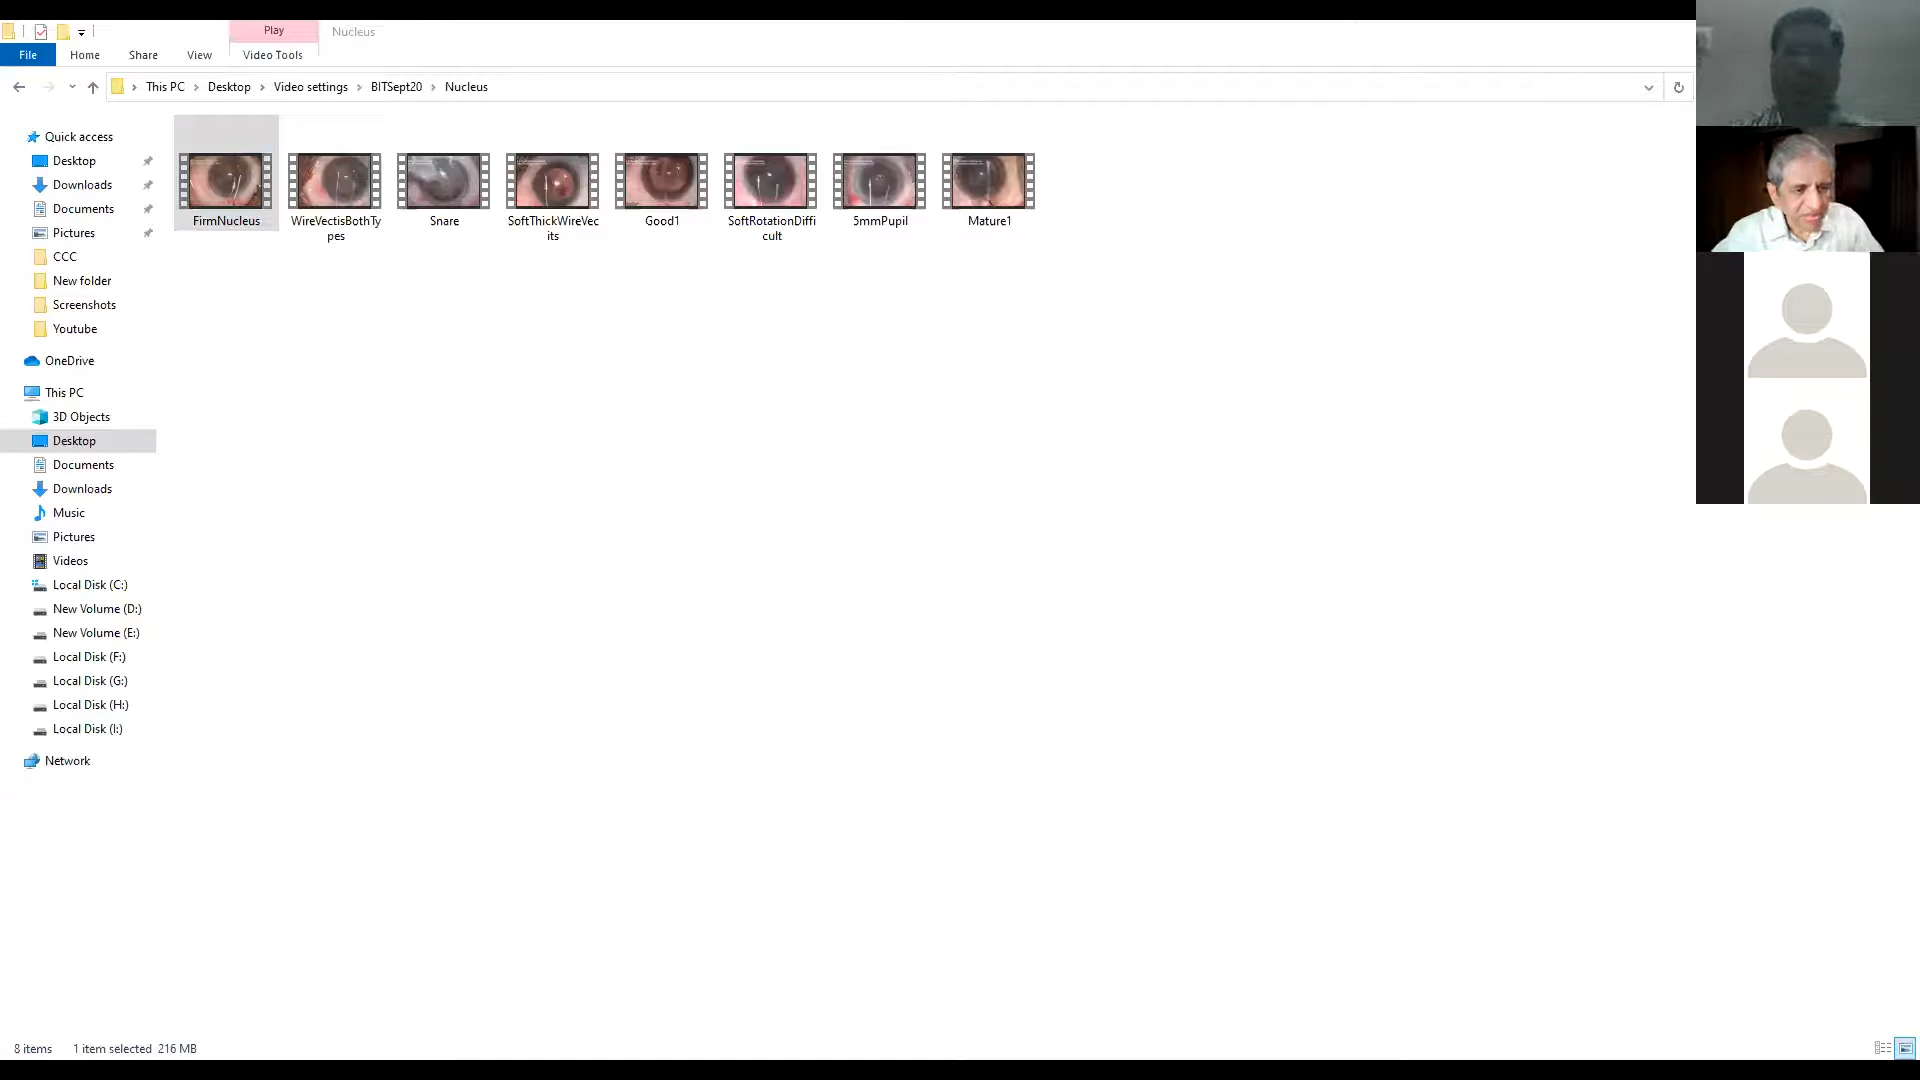 Play
Nucleus
File
Home
Share
View
Video Tools
This PC
Desktop
Video settings
BITSept20
Nucleus
Quick access
Desktop
Downloads
Documents
Pictures
CCC
New folder
Screenshots
Youtube
OneDrive
This PC
3D Objects
Desktop
Documents
Downloads
Music
Pictures
Videos
Local Disk (C:)
New Volume (D:)
New Volume (E:)
Local Disk (F:)
Local Disk (G:)
Local Disk (H:)
Local Disk (I:)
Network
FirmNucleus
WireVectisBothTy
pes
Snare
SoftThickWireVec
its
Good1
SoftRotationDiffi
cult
5mmPupil
Mature1
8 items
1 item selected 216 MB